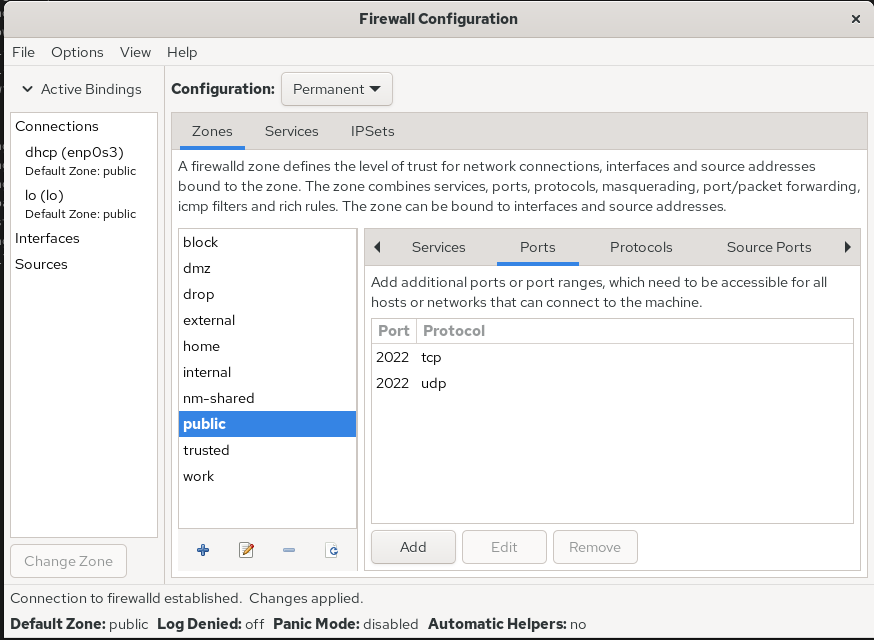 Firewall Configuration
File Options View Help
Active Bindings
Configuration: Permanent
Connections
dhcp (enp0s3)
Default Zone: public
lo (lo)
Default Zone: public
Interfaces
Sources
Change Zone
Zones Services IPSets
A firewalld zone defines the level of trust for network connections, interfaces and source addresses
bound to the zone. The zone combines services, ports, protocols, masquerading, port/packet forwarding,
icmp filters and rich rules. The zone can be bound to interfaces and source addresses.
block
dmz
drop
external
home
internal
nm-shared
public
trusted
work
Services Ports Protocols Source Ports
Add additional ports or port ranges, which need to be accessible for all
hosts or networks that can connect to the machine.
Port Protocol
2022 tcp
2022 udp
Add Edit Remove
Connection to firewalld established. Changes applied.
Default Zone: public Log Denied: off Panic Mode: disabled Automatic Helpers: no